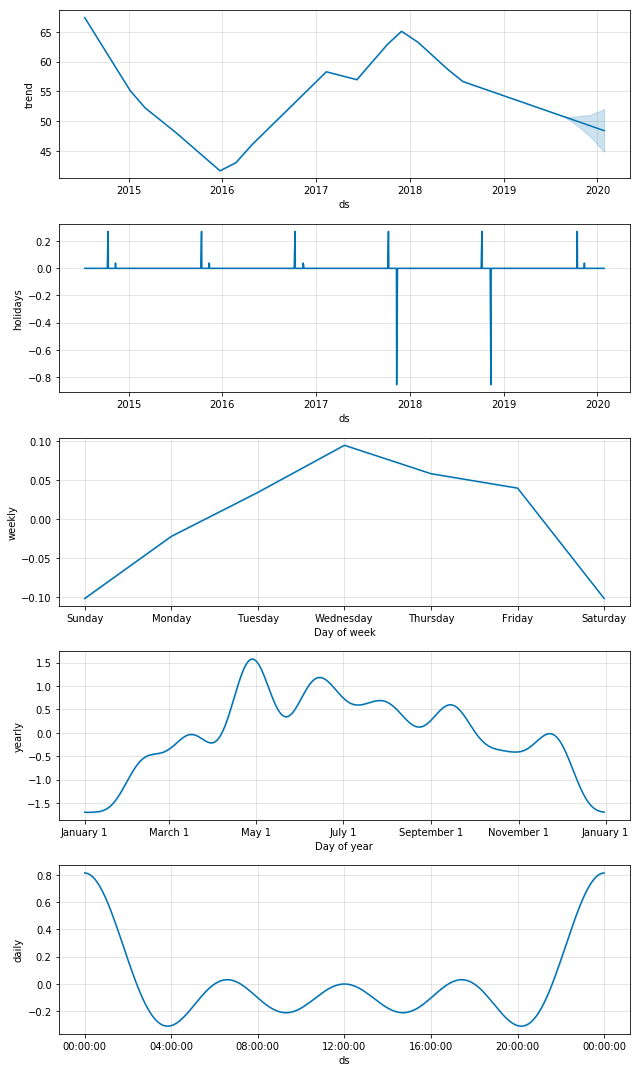 65
60
55
50
45
trend
2015 2016 2017 2018 2019 2020
ds
0.2
0.0
−0.2
−0.4
−0.6
−0.8
holidays
2015 2016 2017 2018 2019 2020
ds
0.10
0.05
0.00
−0.05
−0.10
weekly
Sunday Monday Tuesday Wednesday Thursday Friday Saturday
Day of week
1.5
1.0
0.5
0.0
−0.5
−1.0
−1.5
yearly
January 1 March 1 May 1 July 1 September 1 November 1 January 1
Day of year
0.8
0.6
0.4
0.2
0.0
−0.2
daily
00:00:00 04:00:00 08:00:00 12:00:00 16:00:00 20:00:00 00:00:00
ds